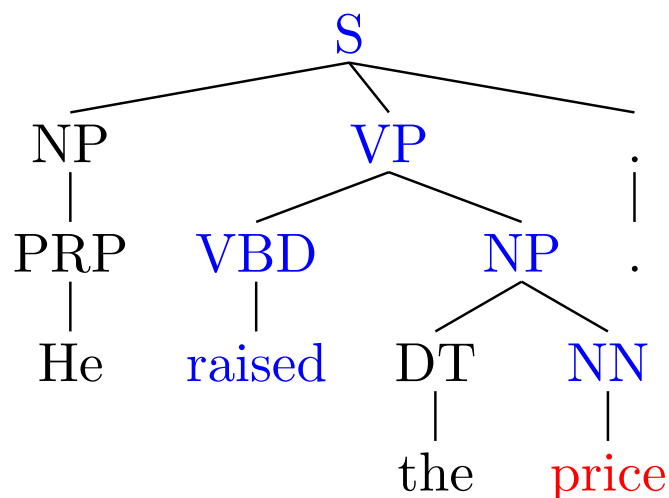 S
NP VP .
PRP VBD NP .
He raised DT NN
the price